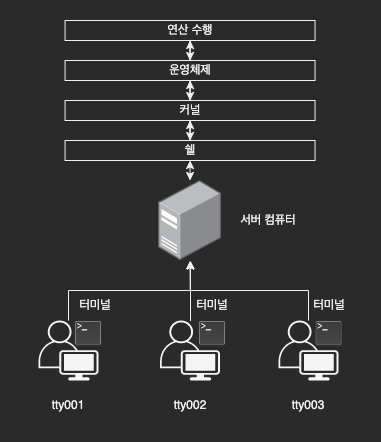 연산 수행
운영체제
커널
쉘
서버 컴퓨터
터미널
터미널
터미널
>_
>_
>_
tty001
tty002
tty003